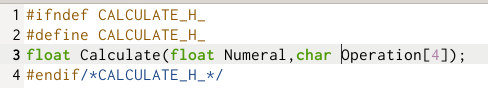 1 #ifndef CALCULATE_H_
2 #define CALCULATE_H_
3 float Calculate(float Numeral,char Operation[4]);
4 #endif/*CALCULATE_H_*/